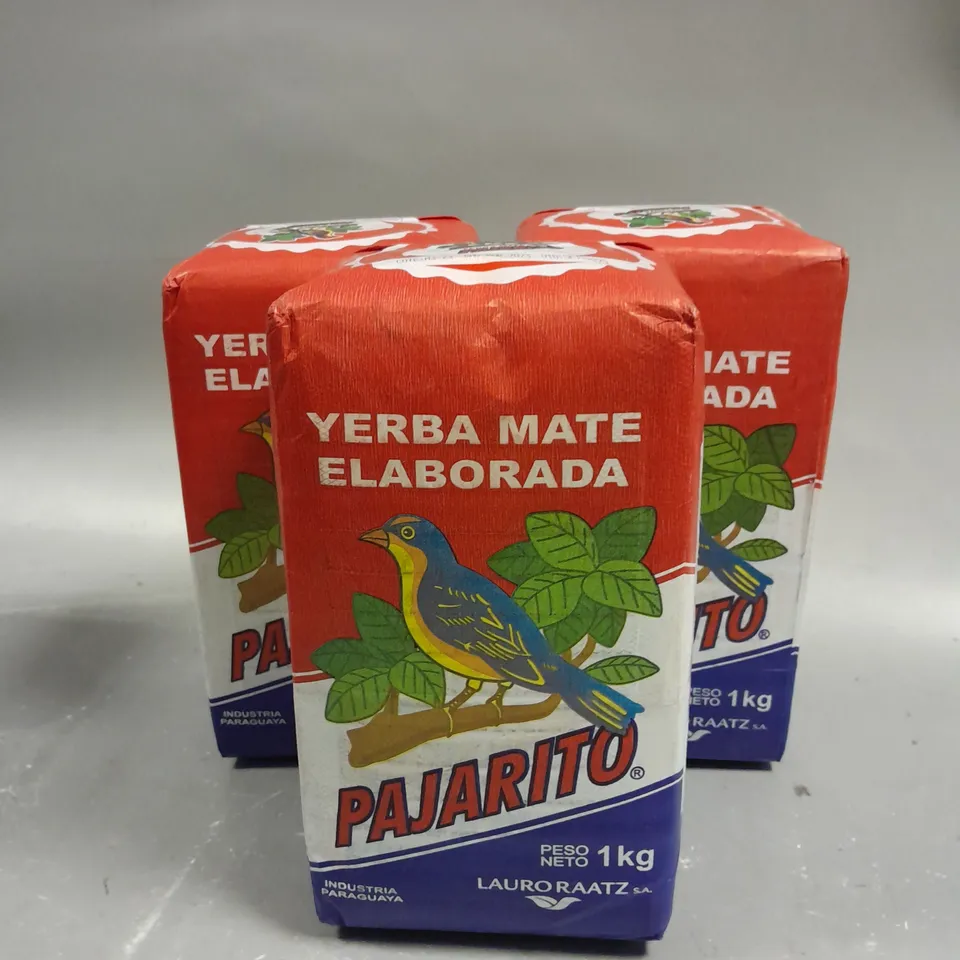 YERBA MATE
ELABORADA
PAJARITO®
PESO
NETO 1kg
INDUSTRIA
PARAGUAYA
LAURO RAATZ S.A.
YER
ELA
PA
INDUSTRIA
PARAGUAYA
MATE
ADA
ITO®
PESO
NETO 1kg
RAATZ S.A.